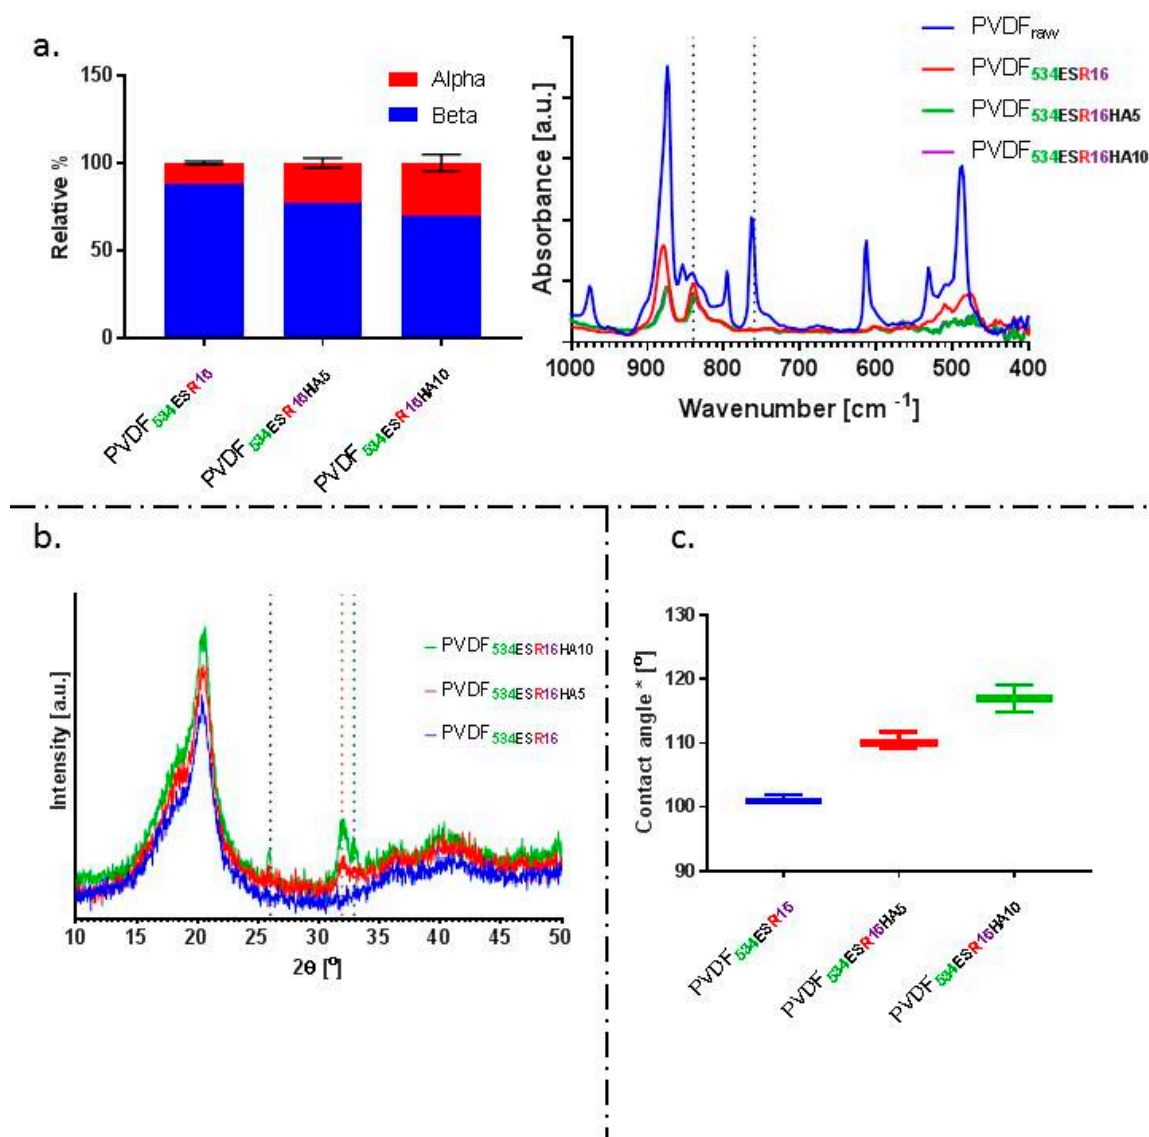 a.
150
100
50
0
Relative %
Alpha
Beta
PVDF534ESR16
PVDF534ESR16HA5
PVDF534ESR16HA10
PVDFraw
PVDF534ESR16
PVDF534ESR16HA5
PVDF534ESR16HA10
Absorbance [a.u.]
1000 900 800 700 600 500 400
Wavenumber [cm -1]
b.
Intensity [a.u.]
PVDF534ESR16HA10
PVDF534ESR16HA5
PVDF534ESR16
10 15 20 25 30 35 40 45 50
2θ [º]
c.
130
120
110
100
90
Contact angle * [º]
PVDF534ESR16
PVDF534ESR16HA5
PVDF534ESR16HA10